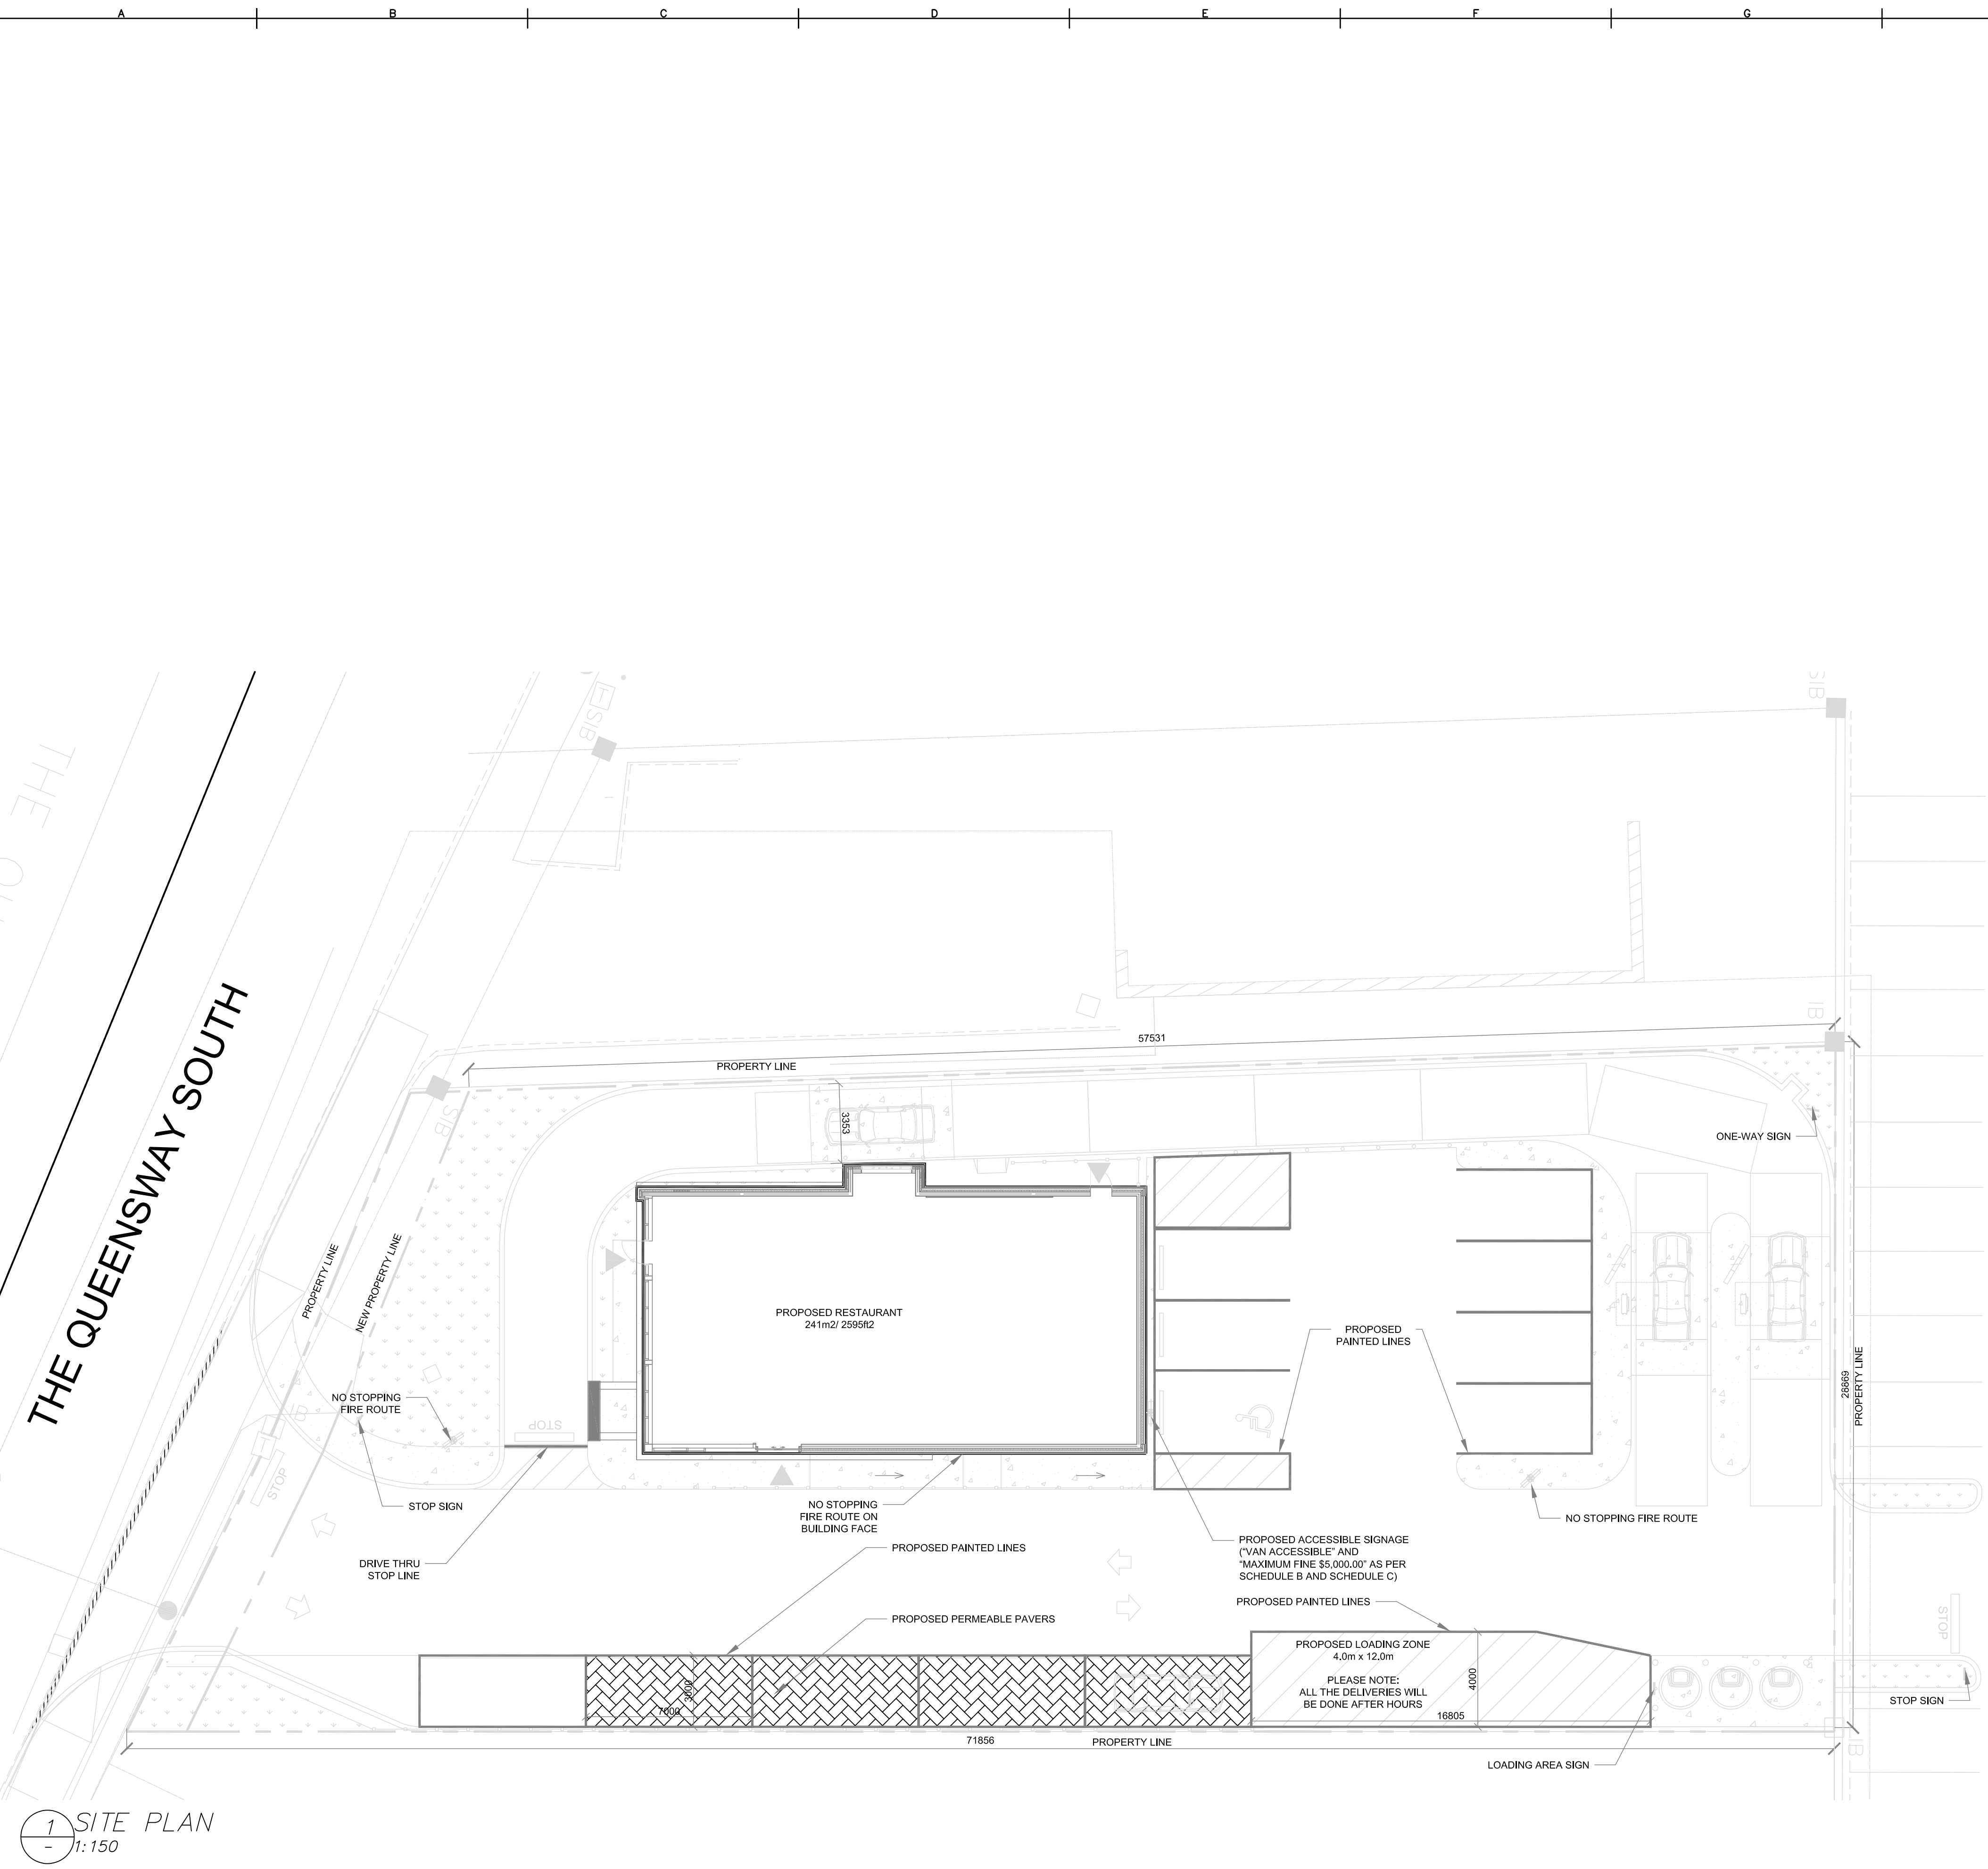 A B C D E F G
THE QU
SIB
SIB
THE QUEENSWAY SOUTH
IB
57531
PROPERTY LINE
SIB
3353
ONE-WAY SIGN
PROPERTY LINE
NEW PROPERTY LINE
PROPOSED RESTAURANT
241m2/ 2595ft2
PROPOSED
PAINTED LINES
28869
PROPERTY LINE
NO STOPPING
FIRE ROUTE
STOP
STOP
STOP SIGN
NO STOPPING
FIRE ROUTE ON
BUILDING FACE
NO STOPPING FIRE ROUTE
DRIVE THRU
STOP LINE
PROPOSED PAINTED LINES
PROPOSED ACCESSIBLE SIGNAGE
("VAN ACCESSIBLE" AND
"MAXIMUM FINE $5,000.00" AS PER
SCHEDULE B AND SCHEDULE C)
PROPOSED PAINTED LINES
PROPOSED PERMEABLE PAVERS
STOP
PROPOSED LOADING ZONE
4.0m x 12.0m
PLEASE NOTE:
ALL THE DELIVERIES WILL
BE DONE AFTER HOURS
3000
7000
4000
16805
STOP SIGN
71856
PROPERTY LINE
IB
LOADING AREA SIGN
1
-
SITE PLAN
1:150